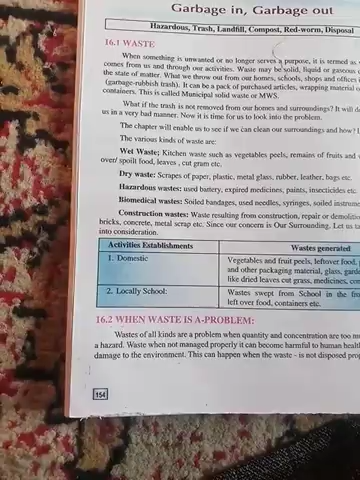 Garbage in, Garbage out
Hazardous, Trash, Landfill, Compost, Red-worm, Disposal
16.1 WASTE
When something is unwanted or no longer serves a purpose, it is termed as
comes from us and through our activities. Waste may be solid, liquid or gaseous
the state of matter. What we throw out from our homes, schools, shops and offices
(garbage-rubbish trash). It can be a pack of purchased articles, wrapping material
containers. This is called Municipal solid waste or MWS.
What if the trash is not removed from our homes and surroundings? It will
us in a very bad manner. Now it is time for us to look into the problem.
The chapter will enable us to see if we can clean our surroundings and how?
The various kinds of waste are:
Wet Waste; Kitchen waste such as vegetables peels, remains of fruits and
over/ spoilt food, leaves , cut gram etc.
Dry waste: Scrapes of paper, plastic, metal glass, rubber, leather, bags etc.
Hazardous wastes: used battery, expired medicines, paints, insecticides etc.
Biomedical wastes: Soiled bandages, used needles, syringes, soiled
Construction wastes: Waste resulting from construction, repair or
bricks, concrete, metal scrap etc. Since our concern in Our Surrounding. Let us
into consideration.
Activities Establishments Wastes generated
1. Domestic Vegetables and fruit peels, leftover food,
and other packaging material, glass,
like dried leaves cut grass, medicines,
2. Locally School: Wastes swept from School in the
left over food, containers etc.
16.2 WHEN WASTE IS A-PROBLEM:
Wastes of all kinds are a problem when quantity and concentration are too
a hazard. Waste when not managed properly it can become harmful to human
damage to the environment. This can happen when the waste - is not disposed
154